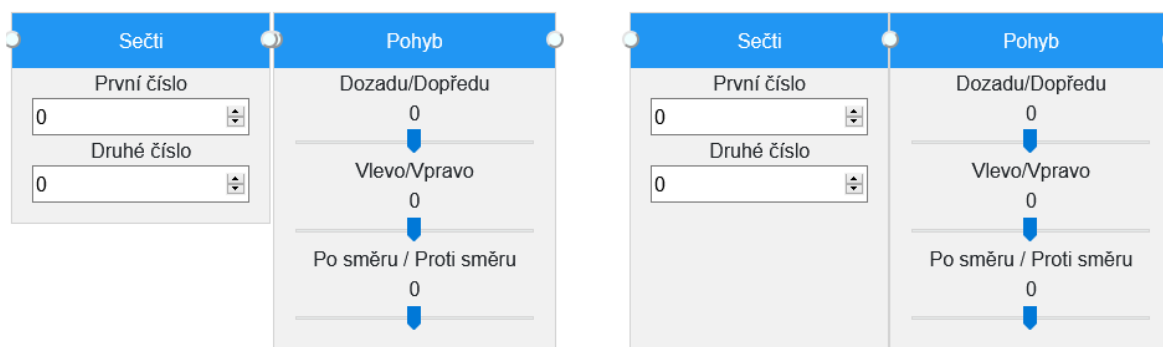 Sečti
První číslo
0
Druhé číslo
0
Pohyb
Dozadu/Dopředu
0
Vlevo/Vpravo
0
Po směru / Proti směru
0
Sečti
První číslo
0
Druhé číslo
0
Pohyb
Dozadu/Dopředu
0
Vlevo/Vpravo
0
Po směru / Proti směru
0